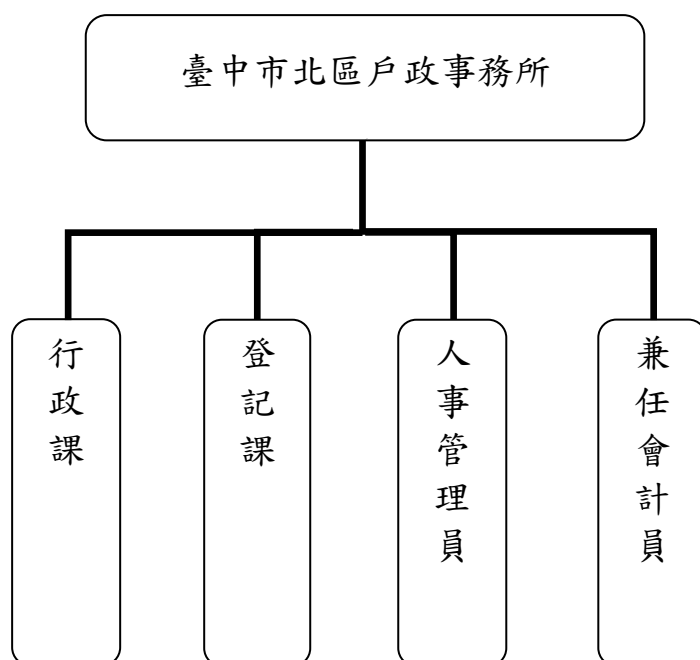 臺中市北區戶政事務所
行政課
登記課
人事管理員
兼任會計員